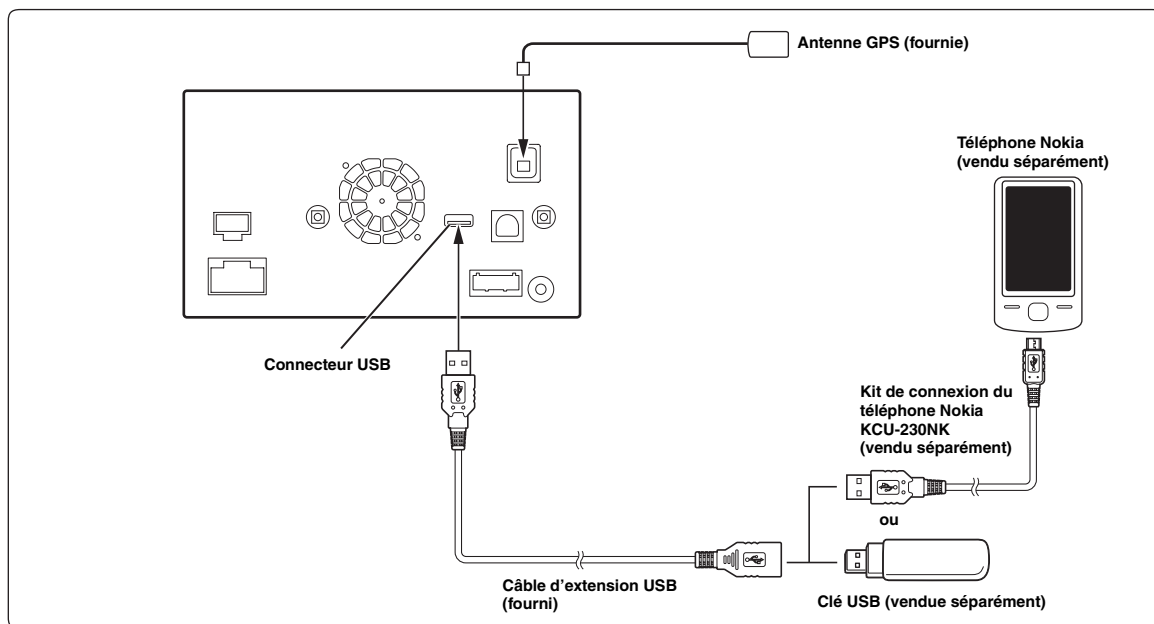 Antenne GPS (fournie)
Téléphone Nokia
(vendu séparément)
Connecteur USB
Kit de connexion du
téléphone Nokia
KCU-230NK
(vendu séparément)
ou
Câble d’extension USB
(fourni)
Clé USB (vendue séparément)